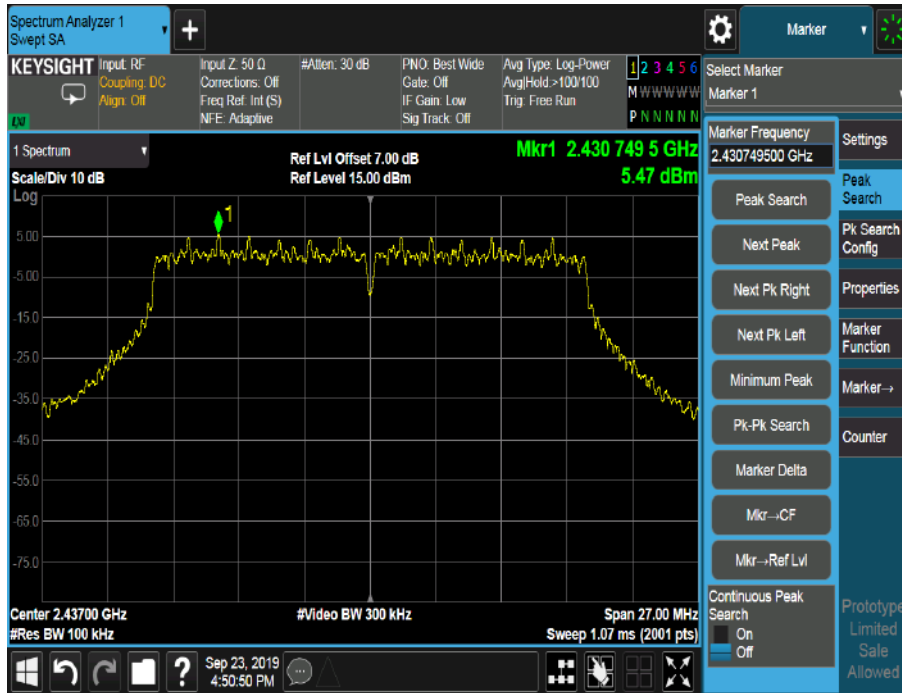 Spectrum Analyzer 1
Swept SA
+
Marker
KEYSIGHT
Input: RF
Coupling: DC
Align: Off
Input Z: 50 Ω
Corrections: Off
Freq Ref: Int (S)
NFE: Adaptive
#Atten: 30 dB
PNO: Best Wide
Gate: Off
IF Gain: Low
Sig Track: Off
Avg Type: Log-Power
Avg|Hold:>100/100
Trig: Free Run
1 2 3 4 5 6
M W W W W W
P N N N N N
LXI
Select Marker
Marker 1
1 Spectrum
Scale/Div 10 dB
Ref Lvl Offset 7.00 dB
Ref Level 15.00 dBm
Mkr1 2.430 749 5 GHz
5.47 dBm
Log
1
5.00
-5.00
-15.0
-25.0
-35.0
-45.0
-55.0
-65.0
-75.0
Center 2.43700 GHz
#Res BW 100 kHz
#Video BW 300 kHz
Span 27.00 MHz
Sweep 1.07 ms (2001 pts)
Marker Frequency
2.430749500 GHz
Peak Search
Next Peak
Next Pk Right
Next Pk Left
Minimum Peak
Pk-Pk Search
Marker Delta
Mkr→CF
Mkr→Ref Lvl
Continuous Peak
Search
On
Off
Settings
Peak
Search
Pk Search
Config
Properties
Marker
Function
Marker→
Counter
Prototype
Limited
Sale
Allowed
?
Sep 23, 2019
4:50:50 PM